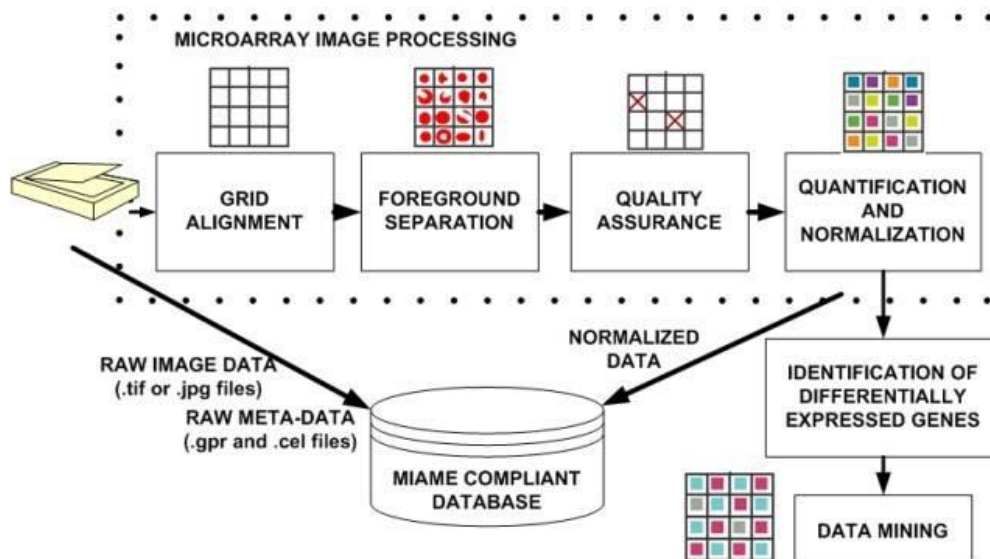 MICROARRAY IMAGE PROCESSING
GRID
ALIGNMENT
FOREGROUND
SEPARATION
QUALITY
ASSURANCE
QUANTIFICATION
AND
NORMALIZATION
RAW IMAGE DATA
(.tif or .jpg files)
RAW META-DATA
(.gpr and .cel files)
NORMALIZED
DATA
MIAME COMPLIANT
DATABASE
IDENTIFICATION OF
DIFFERENTIALLY
EXPRESSED GENES
DATA MINING